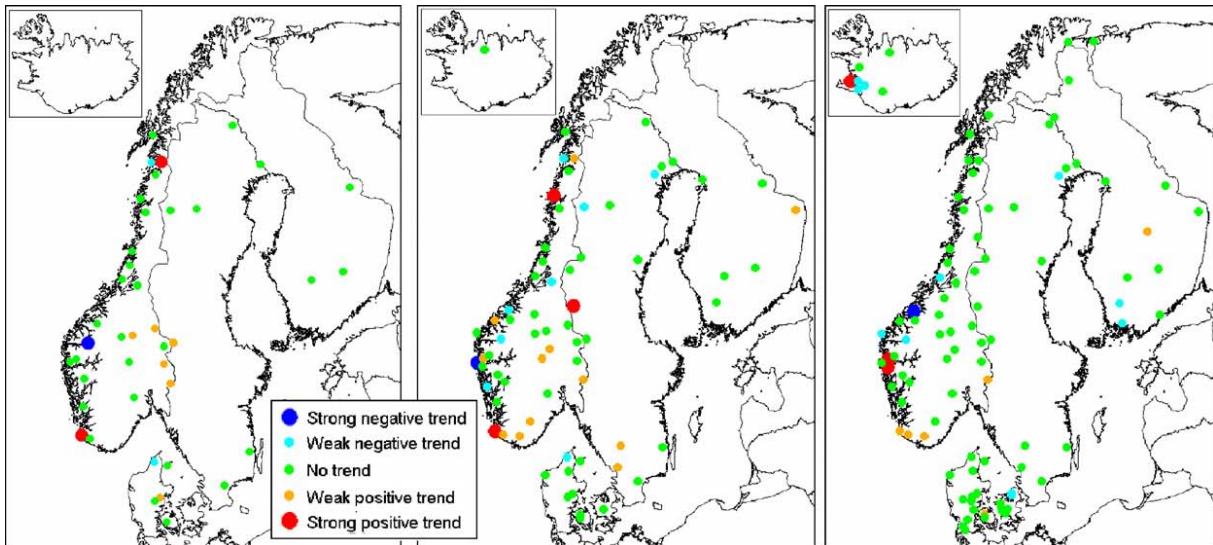 Strong negative trend
Weak negative trend
No trend
Weak positive trend
Strong positive trend